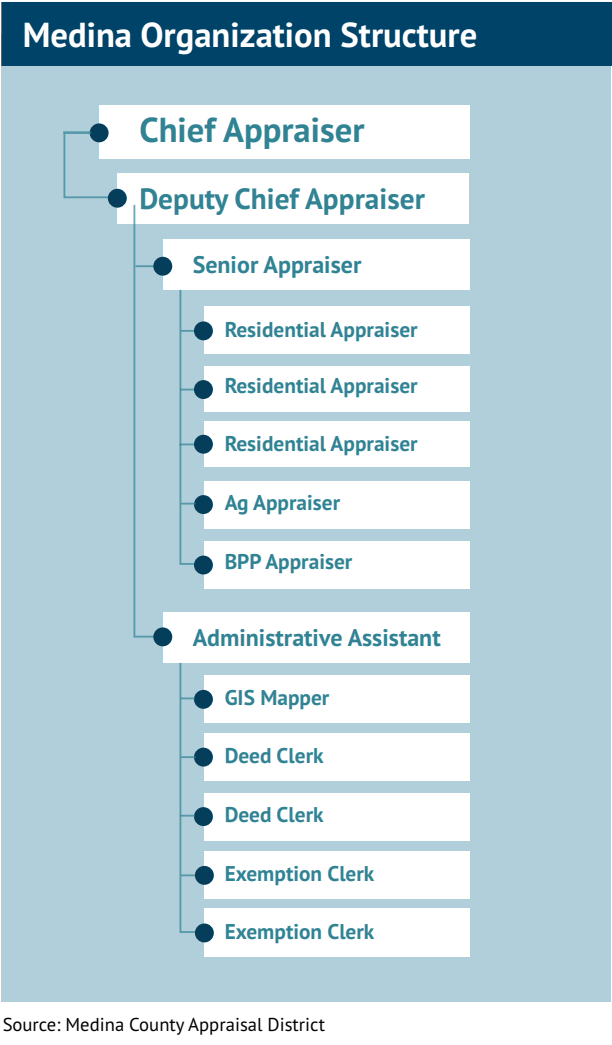 Medina Organization Structure
Chief Appraiser
Deputy Chief Appraiser
Senior Appraiser
Residential Appraiser
Residential Appraiser
Residential Appraiser
Ag Appraiser
BPP Appraiser
Administrative Assistant
GIS Mapper
Deed Clerk
Deed Clerk
Exemption Clerk
Exemption Clerk
Source: Medina County Appraisal District